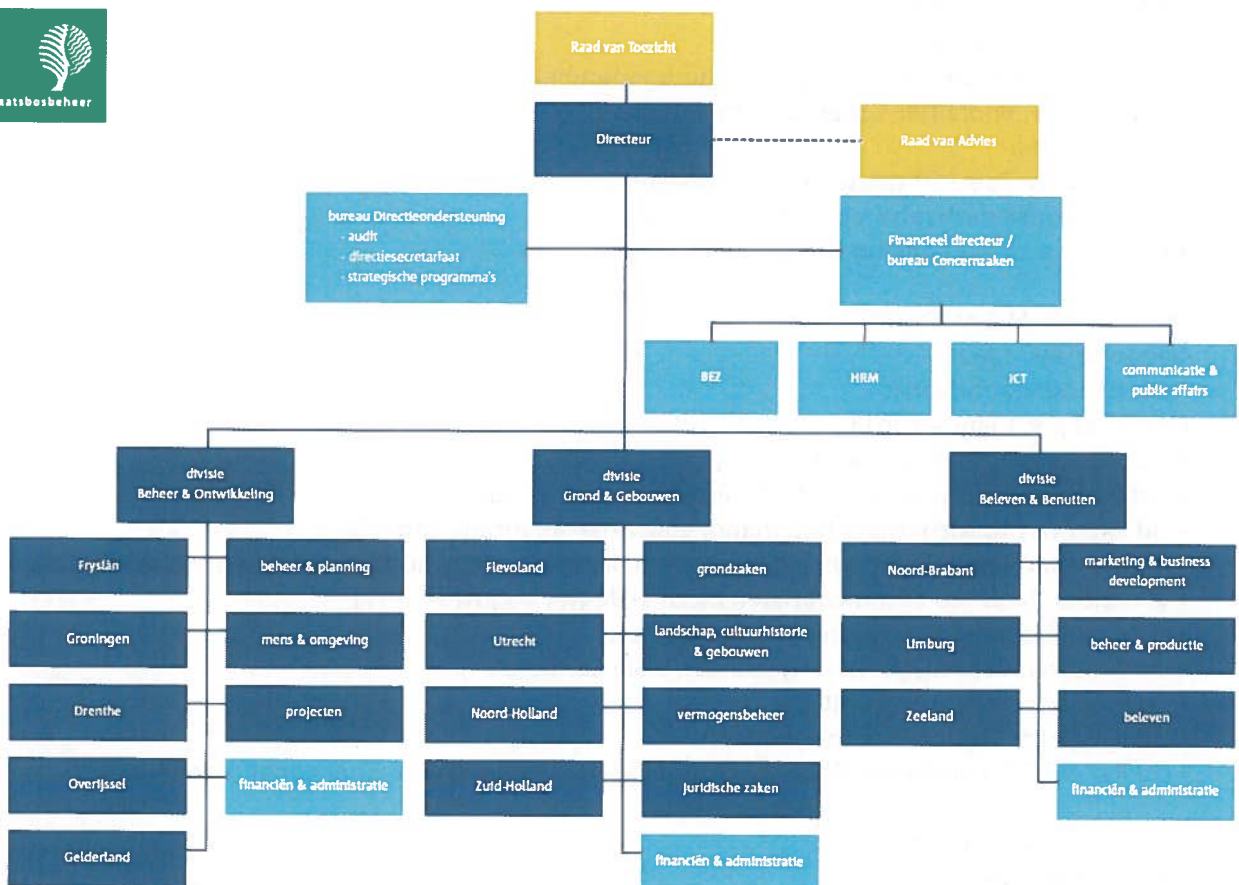 aatsbosbeheer
Raad van Toezicht
Directeur
Raad van Advies
bureau Directieondersteuning
- audit
- directiesecretariaat
- strategische programma's
Financieel directeur /
bureau Concernzaken
BEZ
HRM
ICT
communicatie &
public affairs
divisie
Beheer & Ontwikkeling
divisie
Grond & Gebouwen
divisie
Beleven & Benutten
Fryslân
beheer & planning
Groningen
mens & omgeving
Drenthe
projecten
Overijssel
financiën & administratie
Gelderland
Flevoland
grondzaken
Utrecht
landschap, cultuurhistorie
& gebouwen
Noord-Holland
vermogensbeheer
Zuid-Holland
juridische zaken
financiën & administratie
Noord-Brabant
marketing & business
development
Limburg
beheer & productie
Zeeland
beleven
financiën & administratie